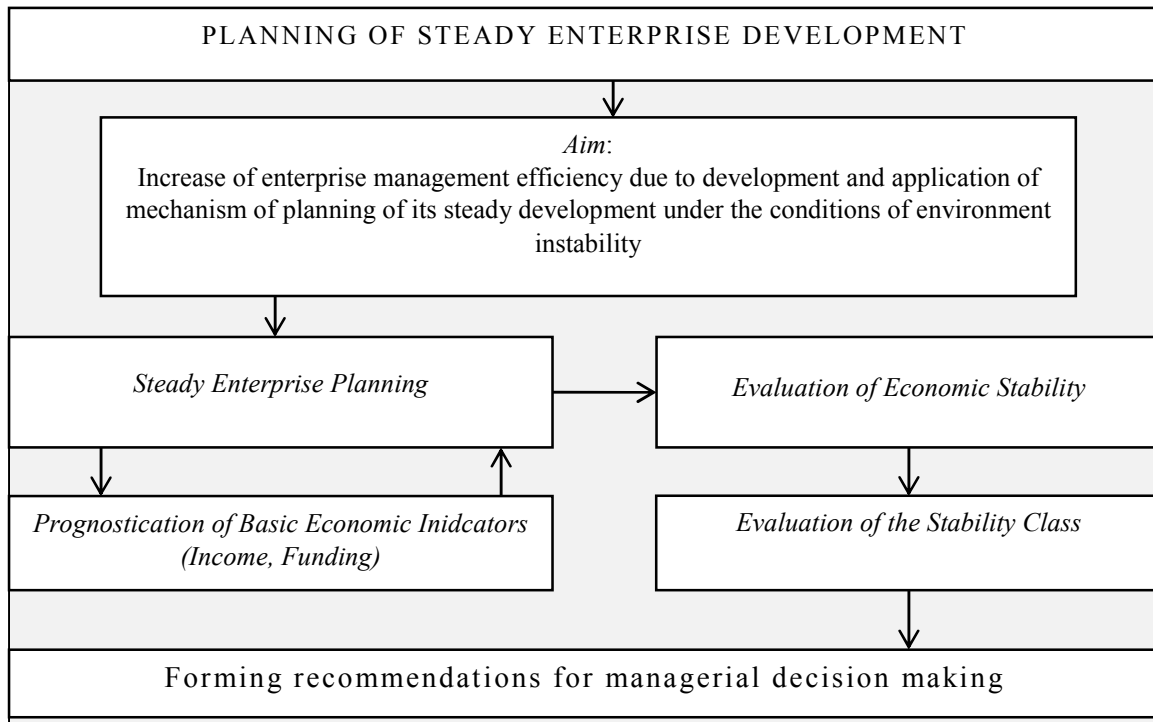 PLANNING OF STEADY ENTERPRISE DEVELOPMENT
Aim:
Increase of enterprise management efficiency due to development and application of
mechanism of planning of its steady development under the conditions of environment
instability
Steady Enterprise Planning
Evaluation of Economic Stability
Prognostication of Basic Economic Inidcators
(Income, Funding)
Evaluation of the Stability Class
Forming recommendations for managerial decision making